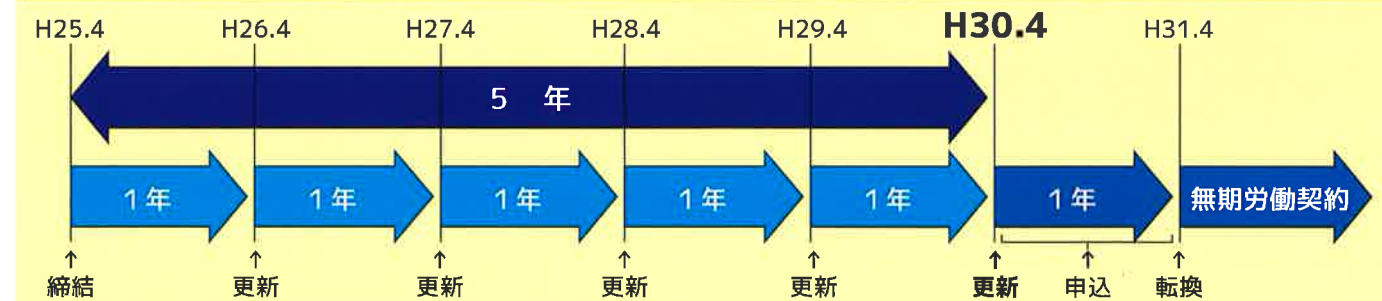 H25.4 H26.4 H27.4 H28.4 H29.4 H30.4 H31.4
5 年
1年 1年 1年 1年 1年 1年 無期労働契約
↑ ↑ ↑ ↑ ↑ ↑ ↑ ↑
締結 更新 更新 更新 更新 更新 申込 転換